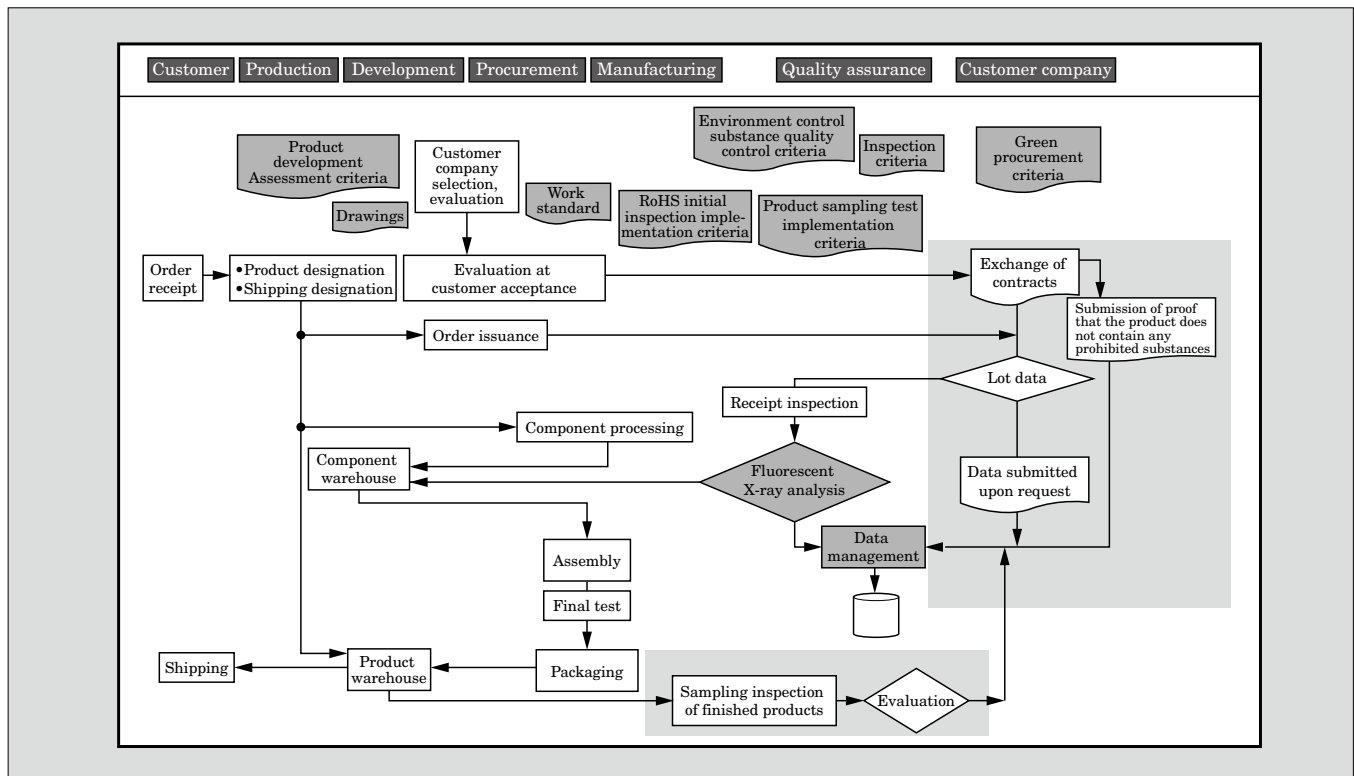 Customer
Production
Development
Procurement
Manufacturing
Quality assurance
Customer company
Product
development
Assessment criteria
Drawings
Customer
company
selection,
evaluation
Work
standard
RoHS initial
inspection imple-
mentation criteria
Environment control
substance quality
control criteria
Product sampling test
implementation
criteria
Inspection
criteria
Green
procurement
criteria
Order
receipt
•Product designation
•Shipping designation
Evaluation at
customer acceptance
Exchange of
contracts
Submission of proof
that the product does
not contain any
prohibited substances
Order issuance
Lot data
Receipt inspection
Component processing
Component
warehouse
Fluorescent
X-ray analysis
Data submitted
upon request
Data
management
Assembly
Final test
Packaging
Product
warehouse
Shipping
Sampling inspection
of finished products
Evaluation